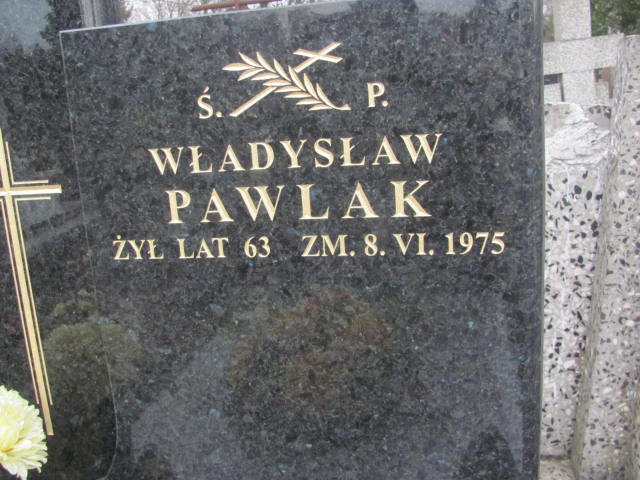 Ś. P.
WŁADYSŁAW
PAWLAK
ŻYŁ LAT 63 ZM. 8. VI. 1975